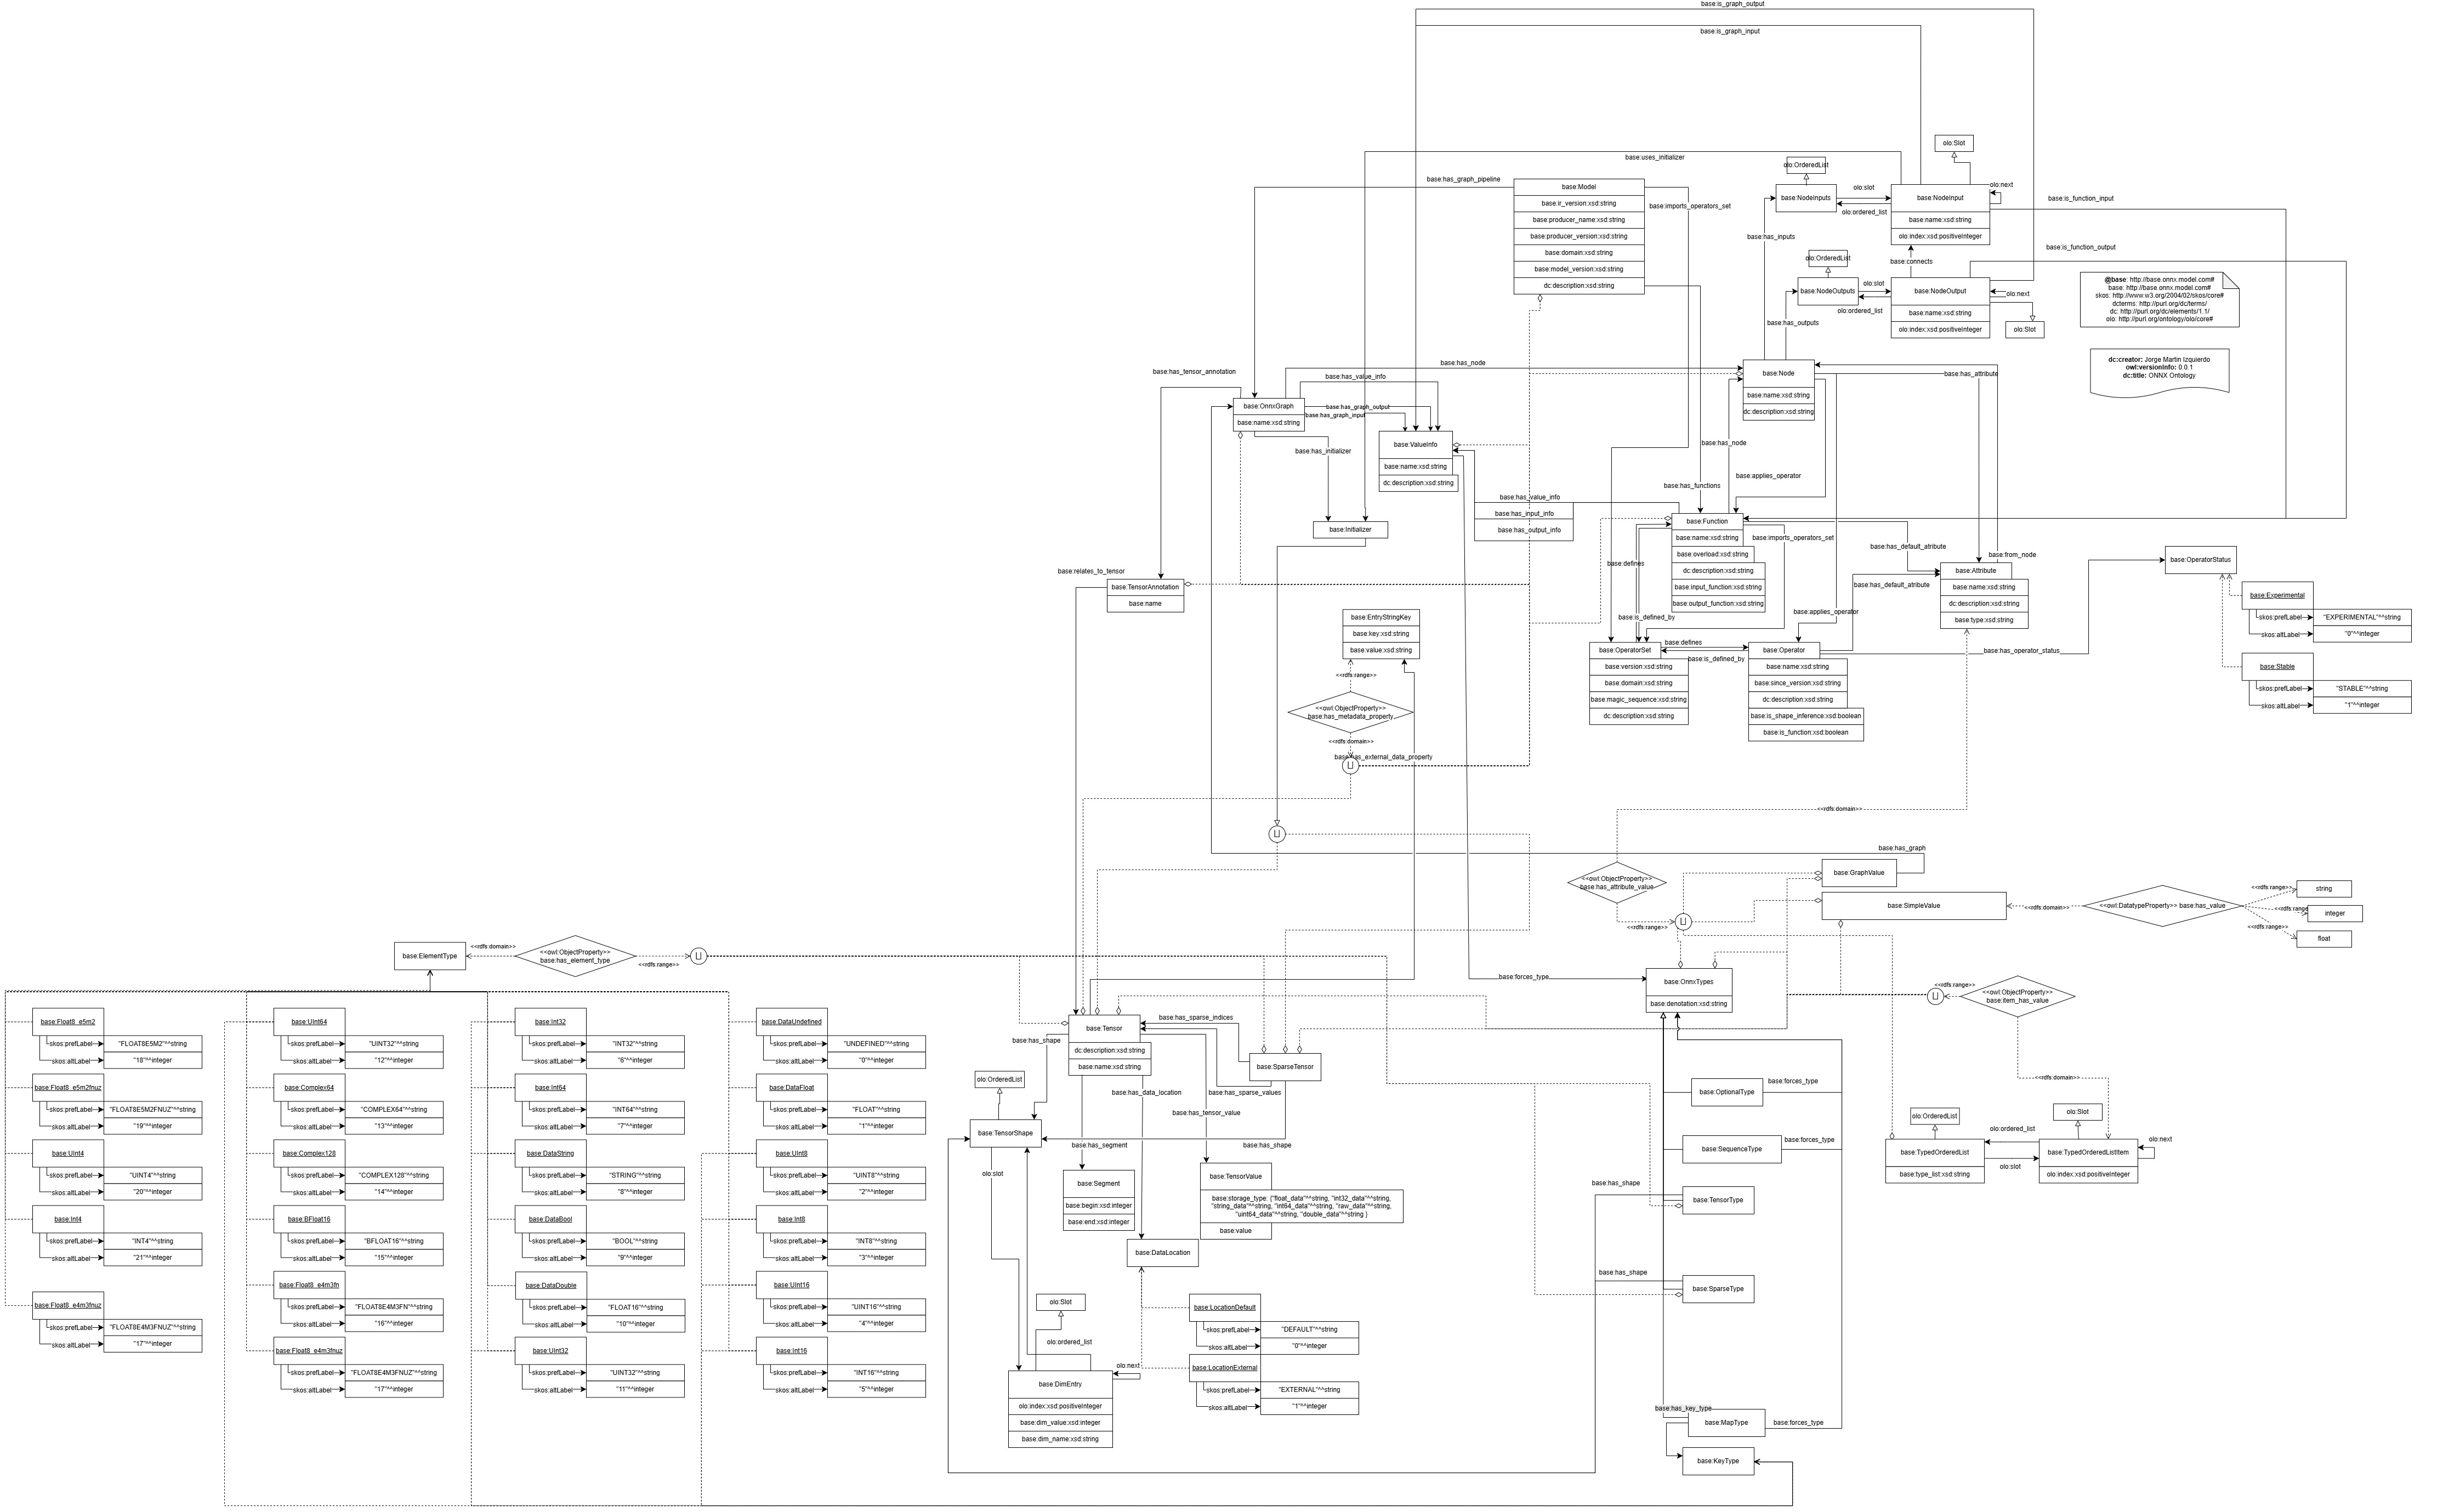 base:is_graph_output
base:is_graph_input
olo:Slot
base:uses_initializer
olo:OrderedList
base:has_graph_pipeline
base:Model
base:ir_version:xsd:string
base:producer_name:xsd:string
base:producer_version:xsd:string
base:domain:xsd:string
base:model_version:xsd:string
dc:description:xsd:string
base:imports_operators_set
base:NodeInputs
olo:slot
olo:ordered_list
base:NodeInput
base:name:xsd:string
olo:index:xsd:positiveInteger
olo:next
base:is_function_input
base:has_inputs
base:is_function_output
base:connects
olo:OrderedList
base:NodeOutputs
olo:slot
olo:ordered_list
base:NodeOutput
base:name:xsd:string
olo:index:xsd:positiveInteger
olo:next
olo:Slot
base:has_outputs
@base: http://base.onnx.model.com#
base: http://base.onnx.model.com#
skos: http://www.w3.org/2004/02/skos/core#
dcterms: http://purl.org/dc/terms/
dc: http://purl.org/dc/elements/1.1/
olo: http://purl.org/ontology/olo/core#
dc:creator: Jorge Martin Izquierdo
owl:versionInfo: 0.0.1
dc:title: ONNX Ontology
base:has_node
base:has_tensor_annotation
base:has_value_info
base:Node
base:name:xsd:string
dc:description:xsd:string
base:has_attribute
base:OnnxGraph
base:name:xsd:string
base:has_graph_output
base:has_graph_input
base:has_initializer
base:ValueInfo
base:name:xsd:string
dc:description:xsd:string
base:has_node
base:applies_operator
base:has_functions
base:has_value_info
base:has_input_info
base:has_output_info
base:Initializer
base:Function
base:name:xsd:string
base:overload:xsd:string
dc:description:xsd:string
base:input_function:xsd:string
base:output_function:xsd:string
base:imports_operators_set
base:has_default_atribute
base:from_node
base:defines
base:is_defined_by
base:Attribute
base:name:xsd:string
dc:description:xsd:string
base:type:xsd:string
base:has_default_atribute
base:applies_operator
base:OperatorStatus
base:Experimental
skos:prefLabel
"EXPERIMENTAL"^^string
skos:altLabel
"0"^^integer
base:Stable
skos:prefLabel
"STABLE"^^string
skos:altLabel
"1"^^integer
base:relates_to_tensor
base:TensorAnnotation
base:name
base:EntryStringKey
base:key:xsd:string
base:value:xsd:string
base:OperatorSet
base:version:xsd:string
base:domain:xsd:string
base:magic_sequence:xsd:string
dc:description:xsd:string
base:defines
base:is_defined_by
base:Operator
base:name:xsd:string
base:since_version:xsd:string
dc:description:xsd:string
base:is_shape_inference:xsd:boolean
base:is_function:xsd:boolean
base:has_operator_status
<<rdfs:range>>
<<owl:ObjectProperty>>
base:has_metadata_property
<<rdfs:domain>>
base:has_external_data_property
⊔
⊔
<<rdfs:domain>>
base:has_graph
base:GraphValue
<<owl:ObjectProperty>>
base:has_attribute_value
<<rdfs:range>>
⊔
base:SimpleValue
<<rdfs:domain>>
<<owl:DatatypeProperty>> base:has_value
<<rdfs:range>>
string
<<rdfs:range>>
integer
<<rdfs:range>>
float
base:ElementType
<<rdfs:domain>>
<<owl:ObjectProperty>>
base:has_element_type
<<rdfs:range>>
⊔
base:forces_type
base:OnnxTypes
base:denotation:xsd:string
⊔
<<rdfs:range>>
<<owl:ObjectProperty>>
base:item_has_value
<<rdfs:domain>>
base:Float8_e5m2
skos:prefLabel
"FLOAT8E5M2"^^string
skos:altLabel
"18"^^integer
base:Float8_e5m2fnuz
skos:prefLabel
"FLOAT8E5M2FNUZ"^^string
skos:altLabel
"19"^^integer
base:UInt4
skos:prefLabel
"UINT4"^^string
skos:altLabel
"20"^^integer
base:Int4
skos:prefLabel
"INT4"^^string
skos:altLabel
"21"^^integer
base:Float8_e4m3fnuz
skos:prefLabel
"FLOAT8E4M3FNUZ"^^string
skos:altLabel
"17"^^integer
base:UInt64
skos:prefLabel
"UINT32"^^string
skos:altLabel
"12"^^integer
base:Complex64
skos:prefLabel
"COMPLEX64"^^string
skos:altLabel
"13"^^integer
base:Complex128
skos:prefLabel
"COMPLEX128"^^string
skos:altLabel
"14"^^integer
base:BFloat16
skos:prefLabel
"BFLOAT16"^^string
skos:altLabel
"15"^^integer
base:Float8_e4m3fn
skos:prefLabel
"FLOAT8E4M3FN"^^string
skos:altLabel
"16"^^integer
base:Float8_e4m3fnuz
skos:prefLabel
"FLOAT8E4M3FNUZ"^^string
skos:altLabel
"17"^^integer
base:Int32
skos:prefLabel
"INT32"^^string
skos:altLabel
"6"^^integer
base:Int64
skos:prefLabel
"INT64"^^string
skos:altLabel
"7"^^integer
base:DataString
skos:prefLabel
"STRING"^^string
skos:altLabel
"8"^^integer
base:DataBool
skos:prefLabel
"BOOL"^^string
skos:altLabel
"9"^^integer
base:DataDouble
skos:prefLabel
"FLOAT16"^^string
skos:altLabel
"10"^^integer
base:UInt32
skos:prefLabel
"UINT32"^^string
skos:altLabel
"11"^^integer
base:DataUndefined
skos:prefLabel
"UNDEFINED"^^string
skos:altLabel
"0"^^integer
base:DataFloat
skos:prefLabel
"FLOAT"^^string
skos:altLabel
"1"^^integer
base:UInt8
skos:prefLabel
"UINT8"^^string
skos:altLabel
"2"^^integer
base:Int8
skos:prefLabel
"INT8"^^string
skos:altLabel
"3"^^integer
base:UInt16
skos:prefLabel
"UINT16"^^string
skos:altLabel
"4"^^integer
base:Int16
skos:prefLabel
"INT16"^^string
skos:altLabel
"5"^^integer
base:Tensor
dc:description:xsd:string
base:name:xsd:string
base:has_sparse_indices
base:has_shape
base:SparseTensor
base:has_sparse_values
base:has_data_location
base:has_tensor_value
olo:OrderedList
base:TensorShape
base:has_segment
base:has_shape
olo:slot
base:Segment
base:begin:xsd:integer
base:end:xsd:integer
base:TensorValue
base:storage_type: {"float_data"^^string, "int32_data"^^string,
"string_data"^^string, "int64_data"^^string, "raw_data"^^string,
"uint64_data"^^string, "double_data"^^string }
base:value
base:DataLocation
olo:Slot
olo:ordered_list
olo:next
base:DimEntry
olo:index:xsd:positiveInteger
base:dim_value:xsd:integer
base:dim_name:xsd:string
base:LocationDefault
skos:prefLabel
"DEFAULT"^^string
skos:altLabel
"0"^^integer
base:LocationExternal
skos:prefLabel
"EXTERNAL"^^string
skos:altLabel
"1"^^integer
base:OptionalType
base:forces_type
base:SequenceType
base:forces_type
base:has_shape
base:TensorType
base:has_shape
base:SparseType
base:has_key_type
base:MapType
base:forces_type
base:KeyType
olo:OrderedList
base:TypedOrderedList
base:type_list:xsd:string
olo:ordered_list
olo:slot
olo:Slot
base:TypedOrderedListItem
olo:index:xsd:positiveInteger
olo:next